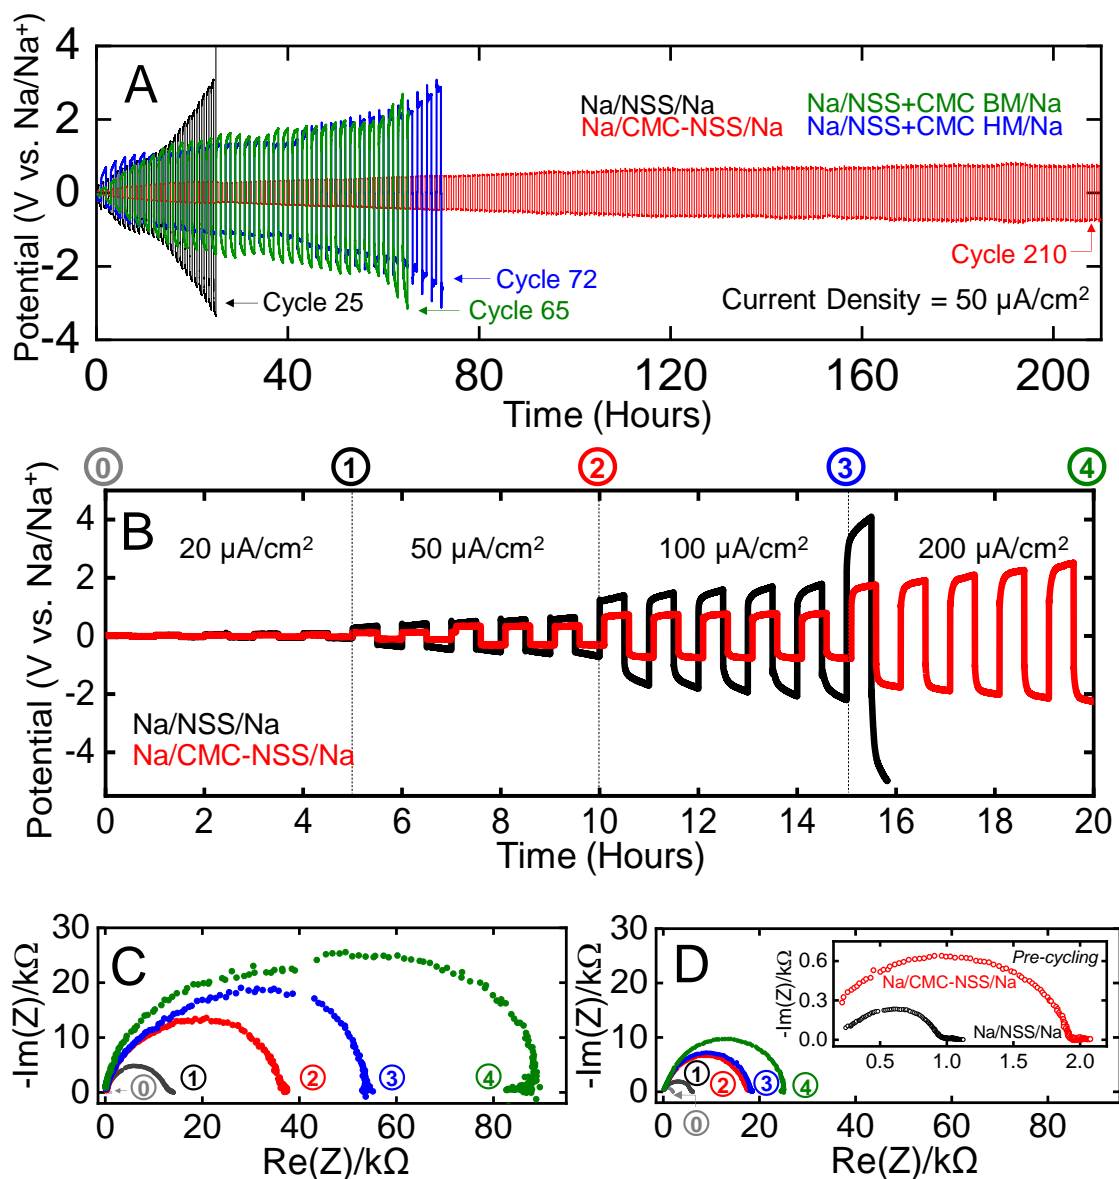 A
Na/NSS/Na
Na/CMC-NSS/Na
Na/NSS+CMC BM/Na
Na/NSS+CMC HM/Na
Potential (V vs. Na/Na⁺)
4
2
0
-2
-4
Cycle 25
Cycle 72
Cycle 65
Cycle 210
Current Density = 50 µA/cm²
0 40 80 120 160 200
Time (Hours)
0 1 2 3 4
B
20 µA/cm² 50 µA/cm² 100 µA/cm² 200 µA/cm²
Potential (V vs. Na/Na⁺)
4
2
0
-2
-4
Na/NSS/Na
Na/CMC-NSS/Na
0 2 4 6 8 10 12 14 16 18 20
Time (Hours)
C
-Im(Z)/kΩ
30
20
10
0
0 1 2 3 4
0 20 40 60 80
Re(Z)/kΩ
D
-Im(Z)/kΩ
30
20
10
0
1 2 3 4
0
Pre-cycling
Na/CMC-NSS/Na
Na/NSS/Na
-Im(Z)/kΩ
0.6
0.3
0.0
0.5 1.0 1.5 2.0
0 20 40 60 80
Re(Z)/kΩ